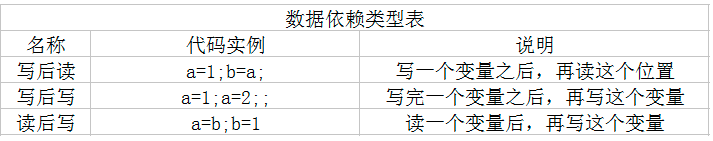 数据依赖类型表
名称 代码实例 说明
写后读 a=1;b=a; 写一个变量之后，再读这个位置
写后写 a=1;a=2;; 写完一个变量之后，再写这个变量
读后写 a=b;b=1 读一个变量后，再写这个变量